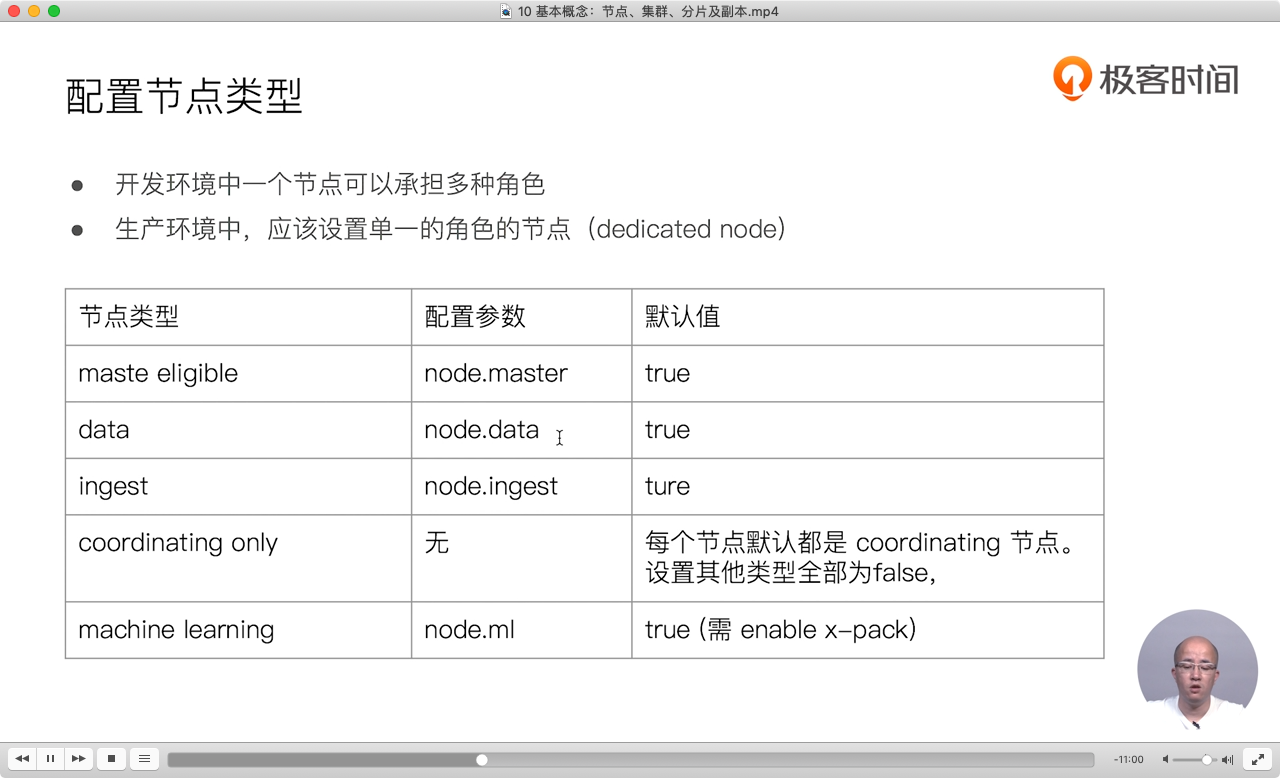 10 基本概念：节点、集群、分片及副本.mp4
极客时间
配置节点类型
● 开发环境中一个节点可以承担多种角色
● 生产环境中，应该设置单一的角色的节点（dedicated node）
节点类型 配置参数 默认值
maste eligible node.master true
data node.data true
ingest node.ingest ture
coordinating only 无 每个节点默认都是 coordinating 节点。
设置其他类型全部为false,
machine learning node.ml true (需 enable x-pack)
-11:00